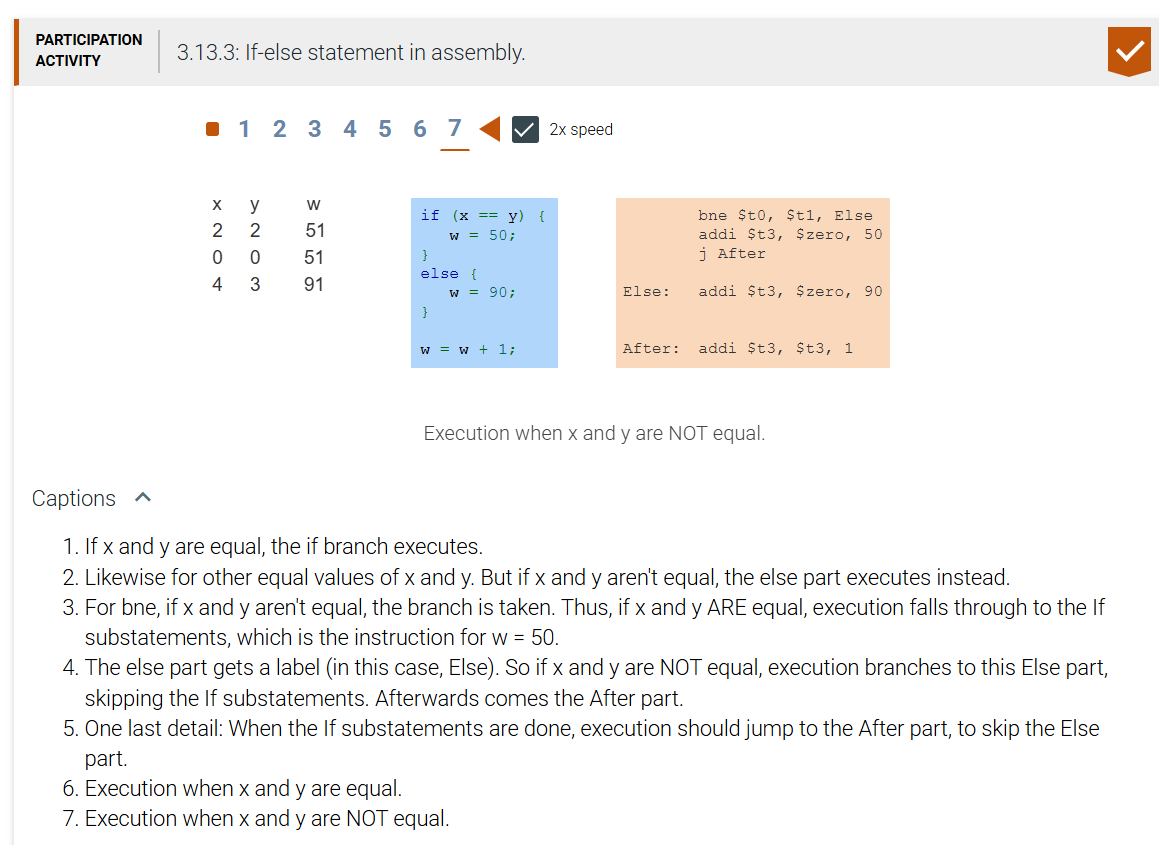 PARTICIPATION
ACTIVITY
3.13.3: If-else statement in assembly.
1 2 3 4 5 6 7 2x speed
x y w
2 2 51
0 0 51
4 3 91
if (x == y) {
w = 50;
}
else {
w = 90;
}
w = w + 1;
bne $t0, $t1, Else
addi $t3, $zero, 50
j After
Else: addi $t3, $zero, 90
After: addi $t3, $t3, 1
Execution when x and y are NOT equal.
Captions
1. If x and y are equal, the if branch executes.
2. Likewise for other equal values of x and y. But if x and y aren't equal, the else part executes instead.
3. For bne, if x and y aren't equal, the branch is taken. Thus, if x and y ARE equal, execution falls through to the If
substatements, which is the instruction for w = 50.
4. The else part gets a label (in this case, Else). So if x and y are NOT equal, execution branches to this Else part,
skipping the If substatements. Afterwards comes the After part.
5. One last detail: When the If substatements are done, execution should jump to the After part, to skip the Else
part.
6. Execution when x and y are equal.
7. Execution when x and y are NOT equal.